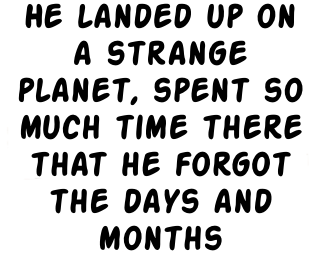 HE LANDED UP ON
A STRANGE
PLANET, SPENT SO
MUCH TIME THERE
THAT HE FORGOT
THE DAYS AND
MONTHS